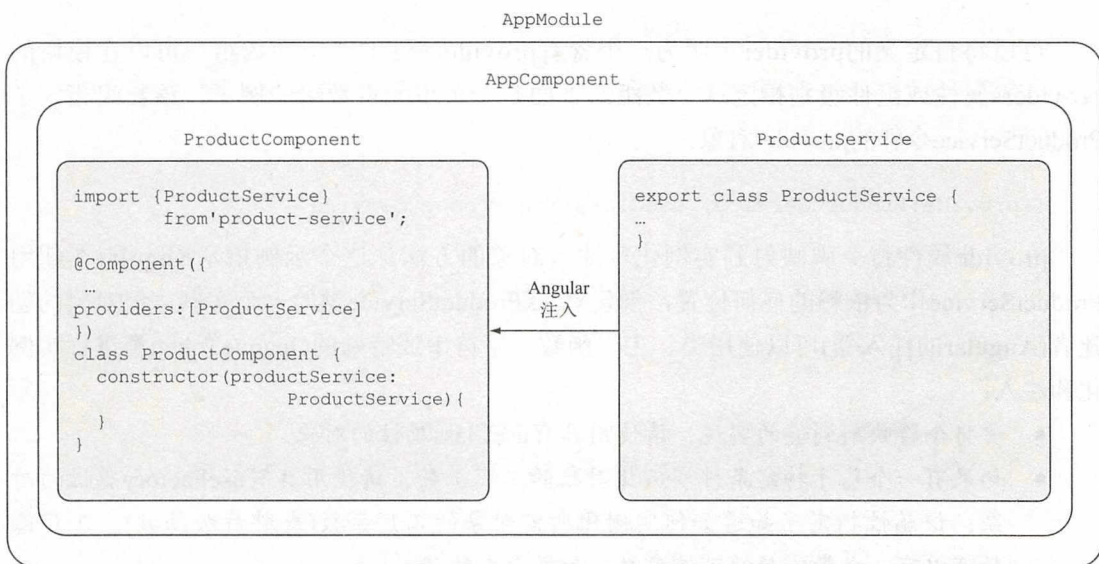 AppModule
AppComponent
ProductComponent
import {ProductService}
from'product-service';
@Component({
…
providers:[ProductService]
})
class ProductComponent {
constructor(productService:
ProductService){
}
}
Angular
注入
ProductService
export class ProductService {
…
}